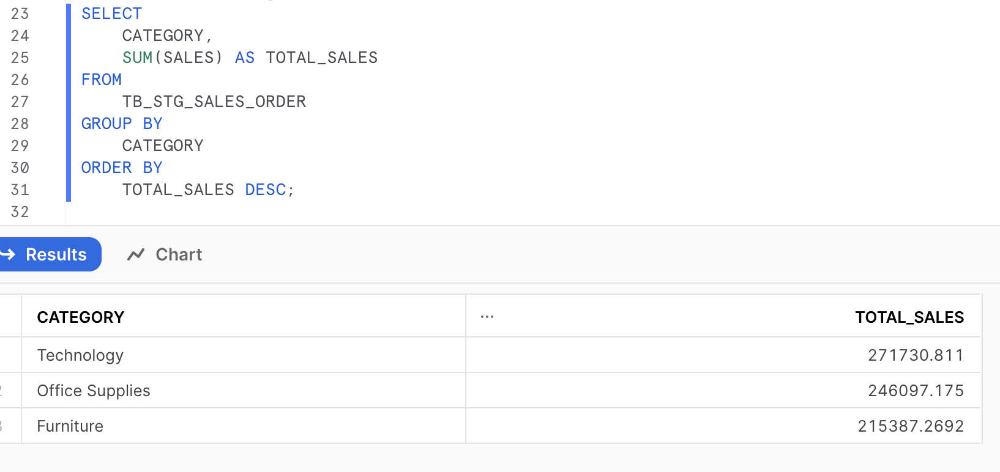 23 SELECT
24 CATEGORY,
25 SUM(SALES) AS TOTAL_SALES
26 FROM
27 TB_STG_SALES_ORDER
28 GROUP BY
29 CATEGORY
30 ORDER BY
31 TOTAL_SALES DESC;
32
Results Chart
CATEGORY ... TOTAL_SALES
Technology 271730.811
2 Office Supplies 246097.175
3 Furniture 215387.2692